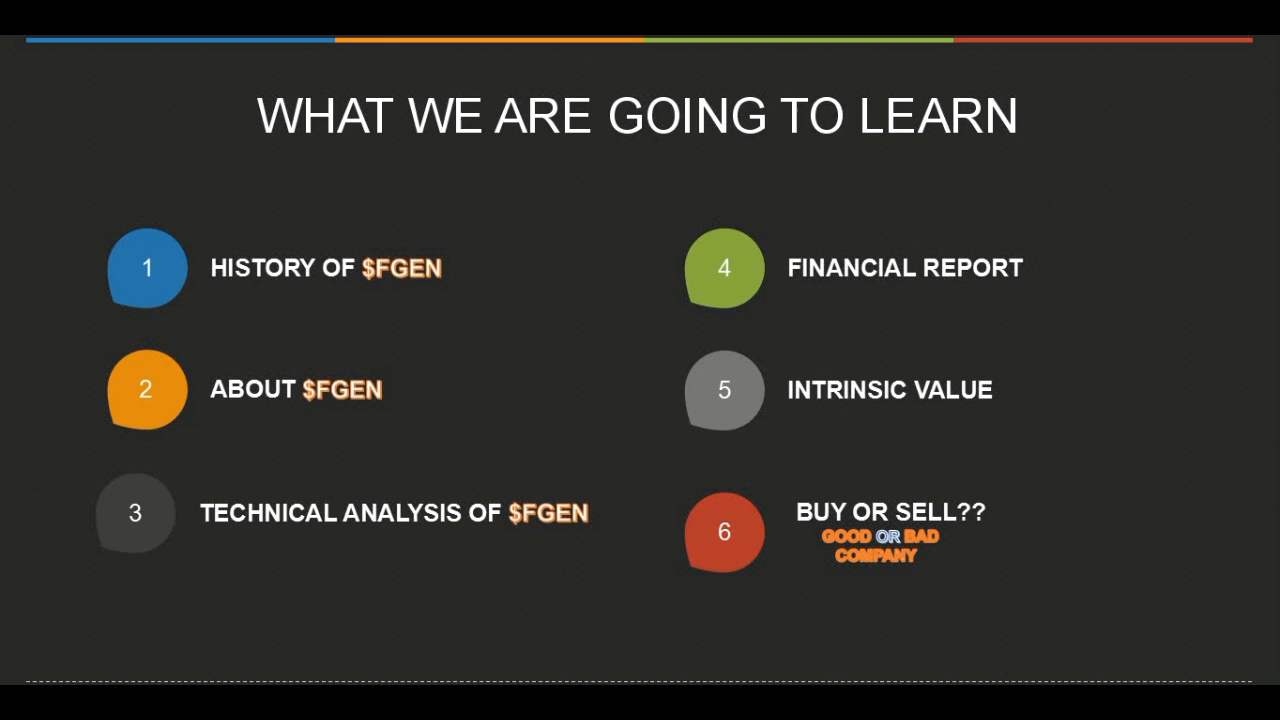 WHAT WE ARE GOING TO LEARN
1
HISTORY OF $FGEN
2
ABOUT $FGEN
3
TECHNICAL ANALYSIS OF $FGEN
4
FINANCIAL REPORT
5
INTRINSIC VALUE
6
BUY OR SELL??
GOOD OR BAD
COMPANY